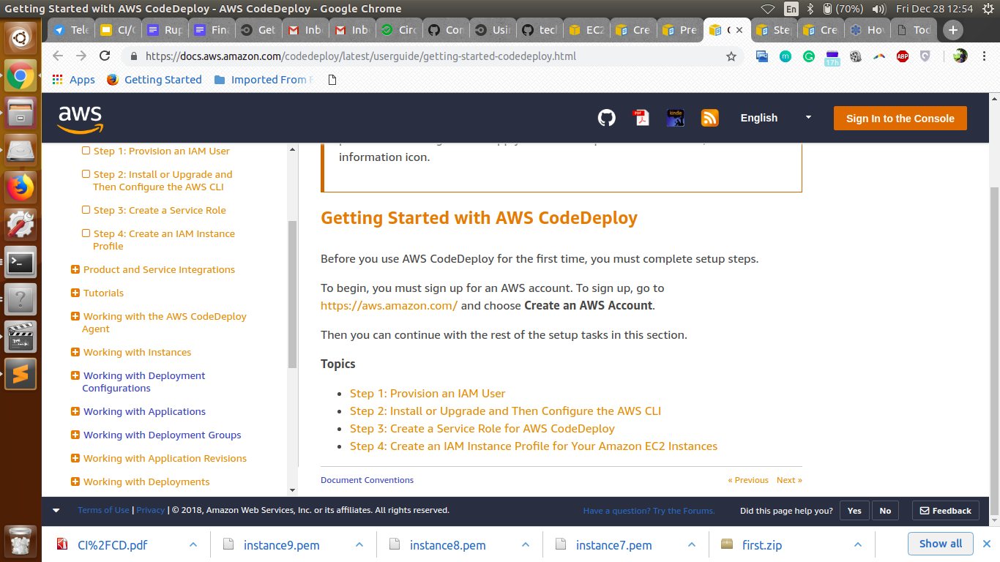 Getting Started with AWS CodeDeploy - AWS CodeDeploy - Google Chrome
En
(70%)
Fri Dec 28 12:54
Tele
CI/C
Rup
Fina
Get
Inbo
Inbo
Circ
Con
Usin
tech
EC2
Cre
Pre
Ste
Cre
How
Tod
https://docs.aws.amazon.com/codedeploy/latest/userguide/getting-started-codedeploy.html
17h
ABP
Apps
Getting Started
Imported From F
aws
PDF
kindle
English
Sign In to the Console
Step 1: Provision an IAM User
Step 2: Install or Upgrade and
Then Configure the AWS CLI
Step 3: Create a Service Role
Step 4: Create an IAM Instance
Profile
Product and Service Integrations
Tutorials
Working with the AWS CodeDeploy
Agent
Working with Instances
Working with Deployment
Configurations
Working with Applications
Working with Deployment Groups
Working with Application Revisions
Working with Deployments
information icon.
Getting Started with AWS CodeDeploy
Before you use AWS CodeDeploy for the first time, you must complete setup steps.
To begin, you must sign up for an AWS account. To sign up, go to
https://aws.amazon.com/ and choose Create an AWS Account.
Then you can continue with the rest of the setup tasks in this section.
Topics
Step 1: Provision an IAM User
Step 2: Install or Upgrade and Then Configure the AWS CLI
Step 3: Create a Service Role for AWS CodeDeploy
Step 4: Create an IAM Instance Profile for Your Amazon EC2 Instances
Document Conventions
« Previous
Next »
Terms of Use | Privacy | © 2018, Amazon Web Services, Inc. or its affiliates. All rights reserved.
Have a question? Try the Forums.
Did this page help you?
Yes
No
Feedback
CI%2FCD.pdf
instance9.pem
instance8.pem
instance7.pem
first.zip
Show all